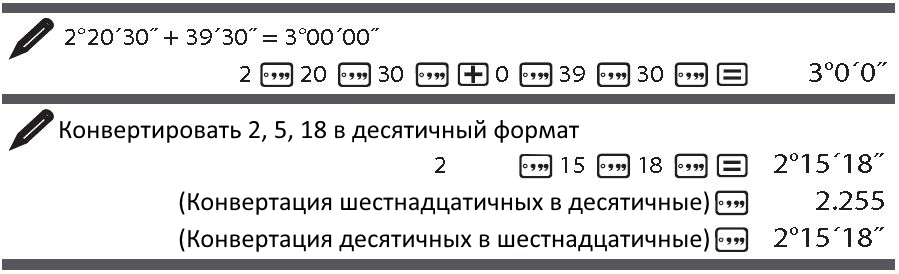 2°20´30˝ + 39´30˝ = 3°00´00˝
2 °,,, 20 °,,, 30 °,,, + 0 °,,, 39 °,,, 30 °,,, = 3°0´0˝
Конвертировать 2, 5, 18 в десятичный формат
2 °,,, 15 °,,, 18 °,,, = 2°15´18˝
(Конвертация шестнадцатичных в десятичные) °,,, 2.255
(Конвертация десятичных в шестнадцатичные) °,,, 2°15´18˝